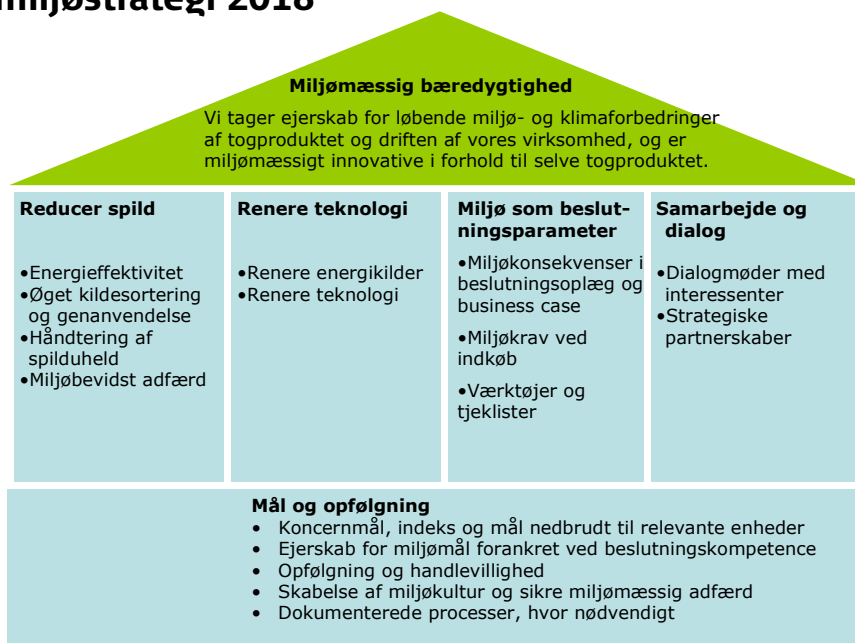 miljøstrategi 2018
Miljømæssig bæredygtighed
Vi tager ejerskab for løbende miljø- og klimaforbedringer
af togproduktet og driften af vores virksomhed, og er
miljømæssigt innovative i forhold til selve togproduktet.
Reducer spild
•Energieffektivitet
•Øget kildesortering
og genanvendelse
•Håndtering af
spilduheld
•Miljøbevidst adfærd
Renere teknologi
•Renere energikilder
•Renere teknologi
Miljø som beslut-
ningsparameter
•Miljøkonsekvenser i
beslutningsoplæg og
business case
•Miljøkrav ved
indkøb
•Værktøjer og
tjeklister
Samarbejde og
dialog
•Dialogmøder med
interessenter
•Strategiske
partnerskaber
Mål og opfølgning
• Koncernmål, indeks og mål nedbrudt til relevante enheder
• Ejerskab for miljømål forankret ved beslutningskompetence
• Opfølgning og handlevillighed
• Skabelse af miljøkultur og sikre miljømæssig adfærd
• Dokumenterede processer, hvor nødvendigt